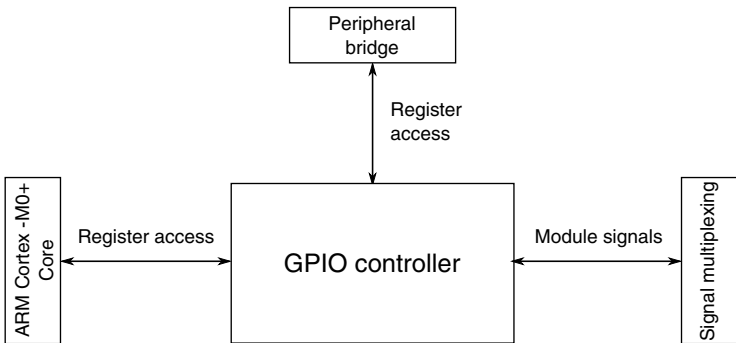 Peripheral
bridge
Register
access
ARM Cortex -M0+
Core
Register access
GPIO controller
Module signals
Signal multiplexing